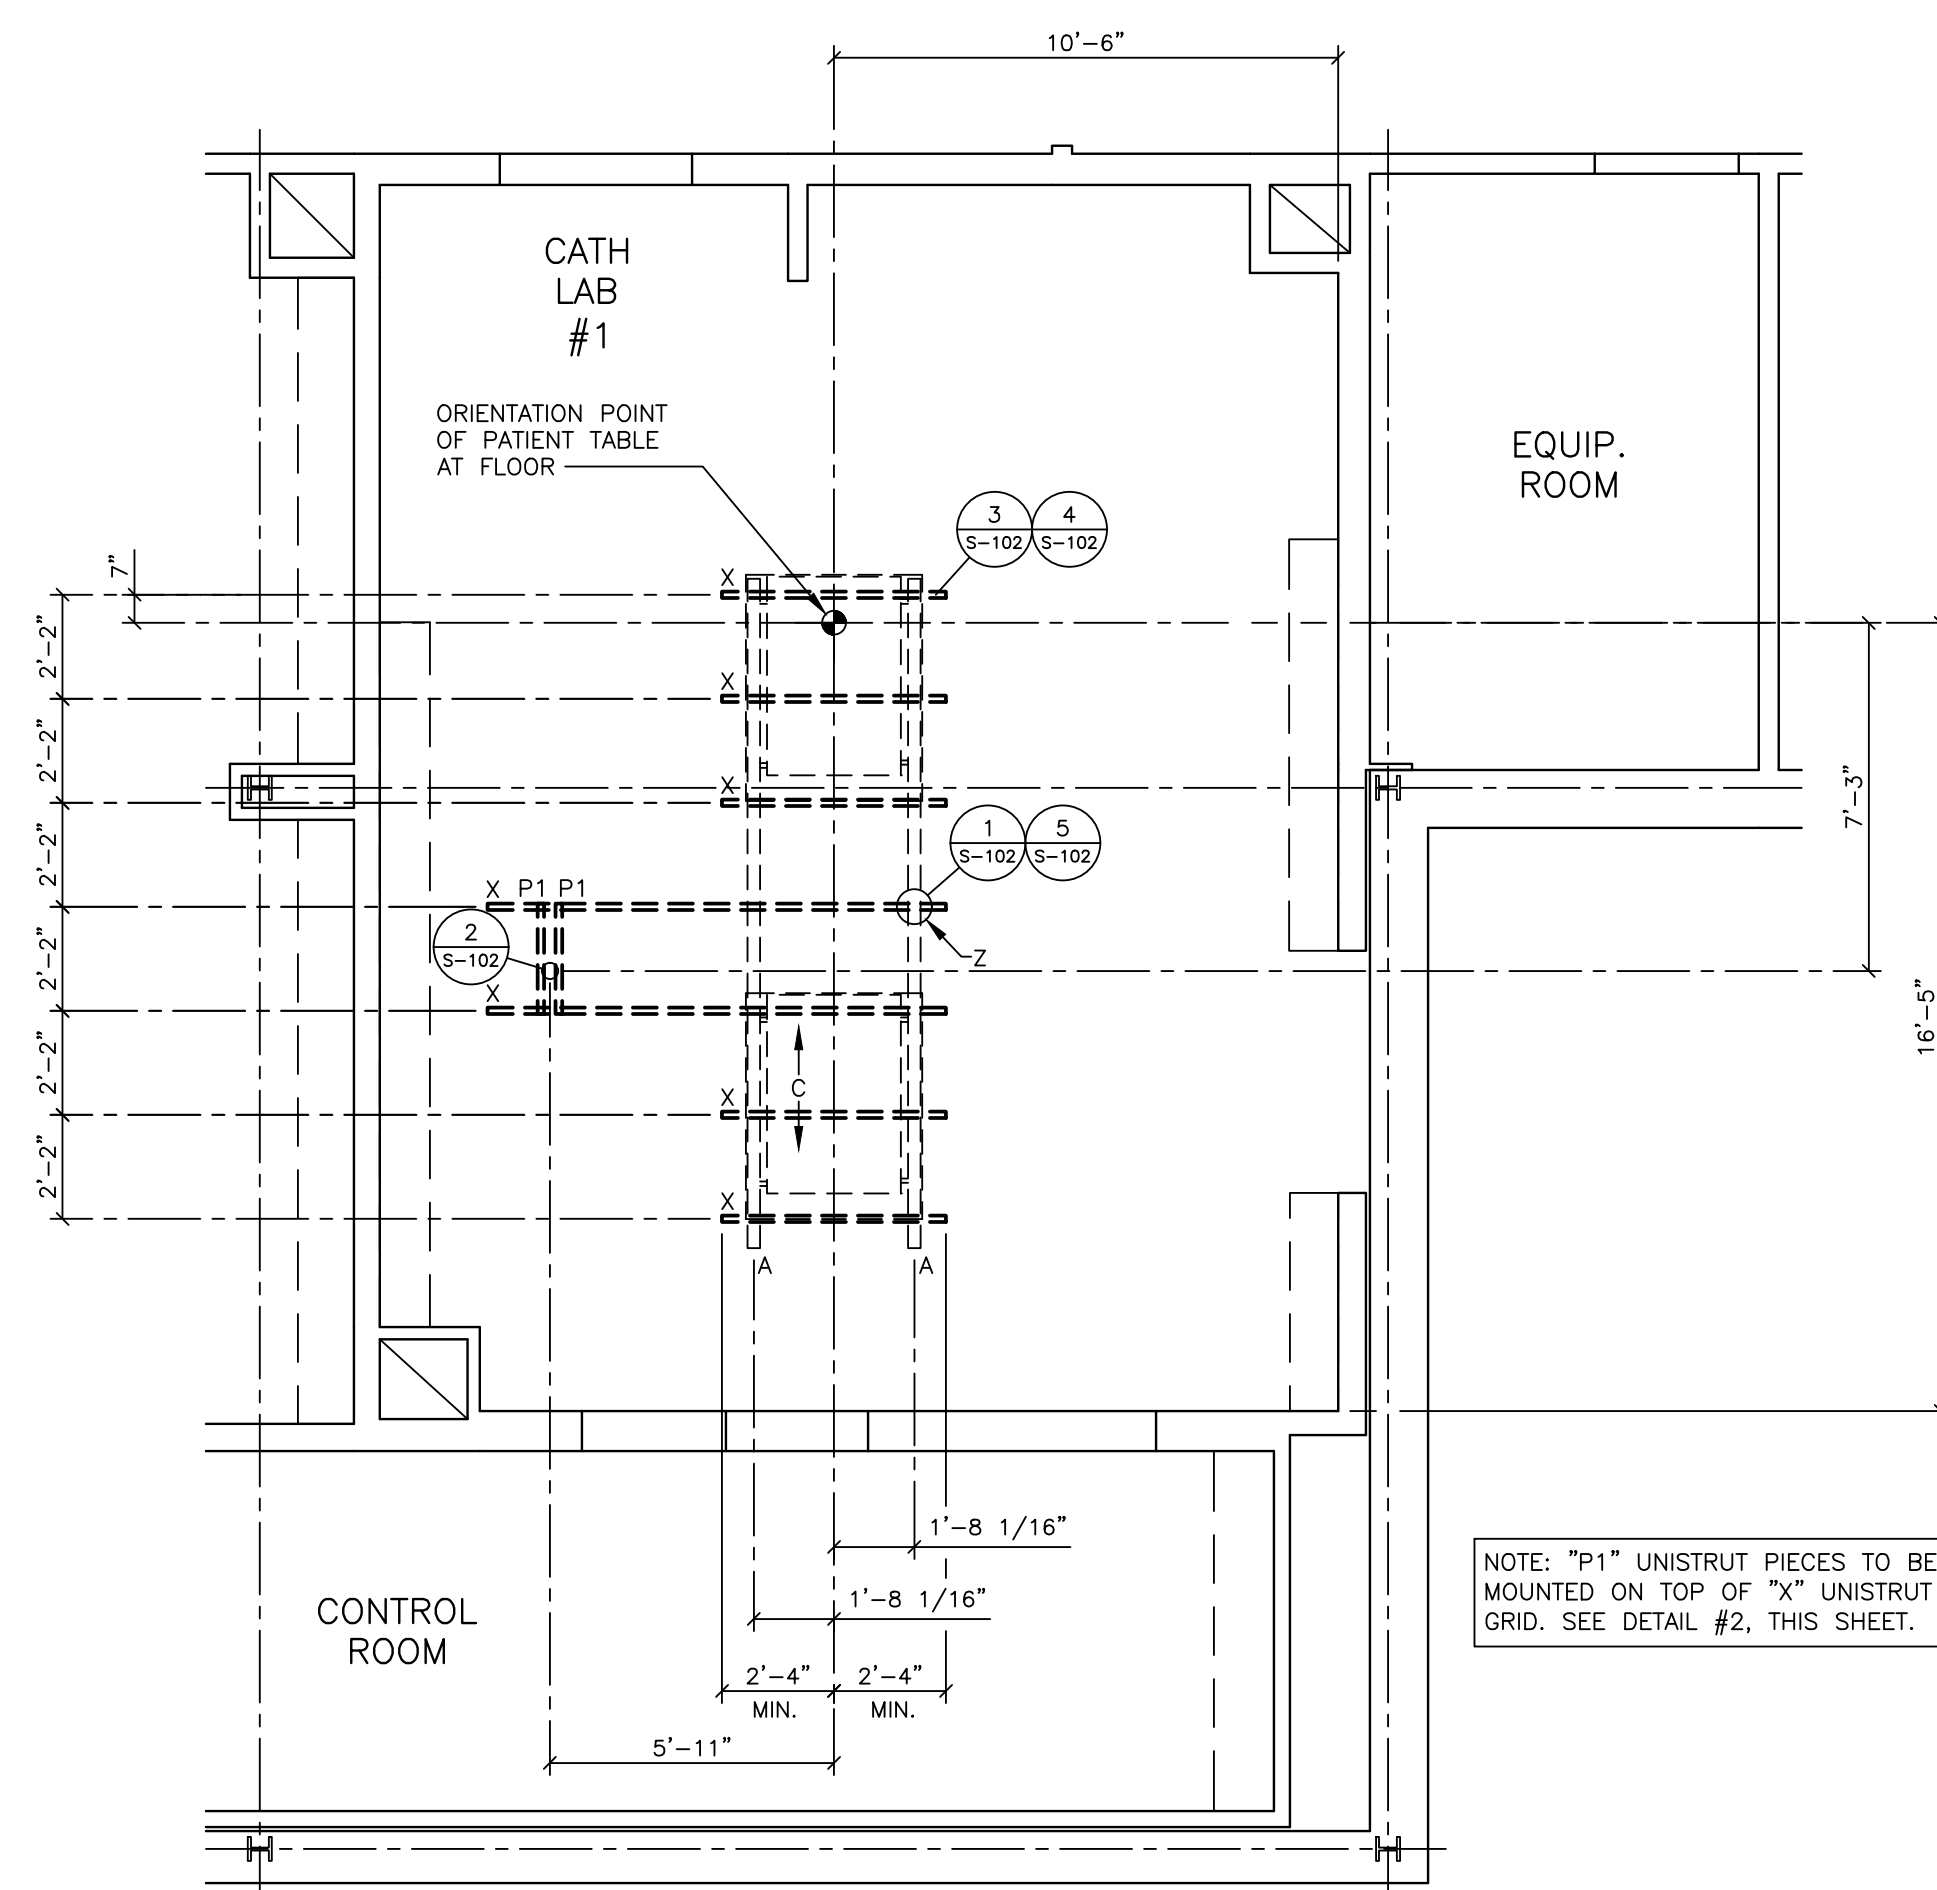 10'-6"
CATH
LAB
#1
ORIENTATION POINT
OF PATIENT TABLE
AT FLOOR
EQUIP.
ROOM
3
S-102
4
S-102
7"
X
2'-2"
X
2'-2"
X
7'-3"
1
S-102
5
S-102
2'-2"
X P1 P1
2
S-102
Z
2'-2"
X
16'-5"
C
2'-2"
X
2'-2"
X
A
A
1'-8 1/16"
1'-8 1/16"
2'-4"
MIN.
2'-4"
MIN.
5'-11"
CONTROL
ROOM
NOTE: "P1" UNISTRUT PIECES TO BE
MOUNTED ON TOP OF "X" UNISTRUT
GRID. SEE DETAIL #2, THIS SHEET.